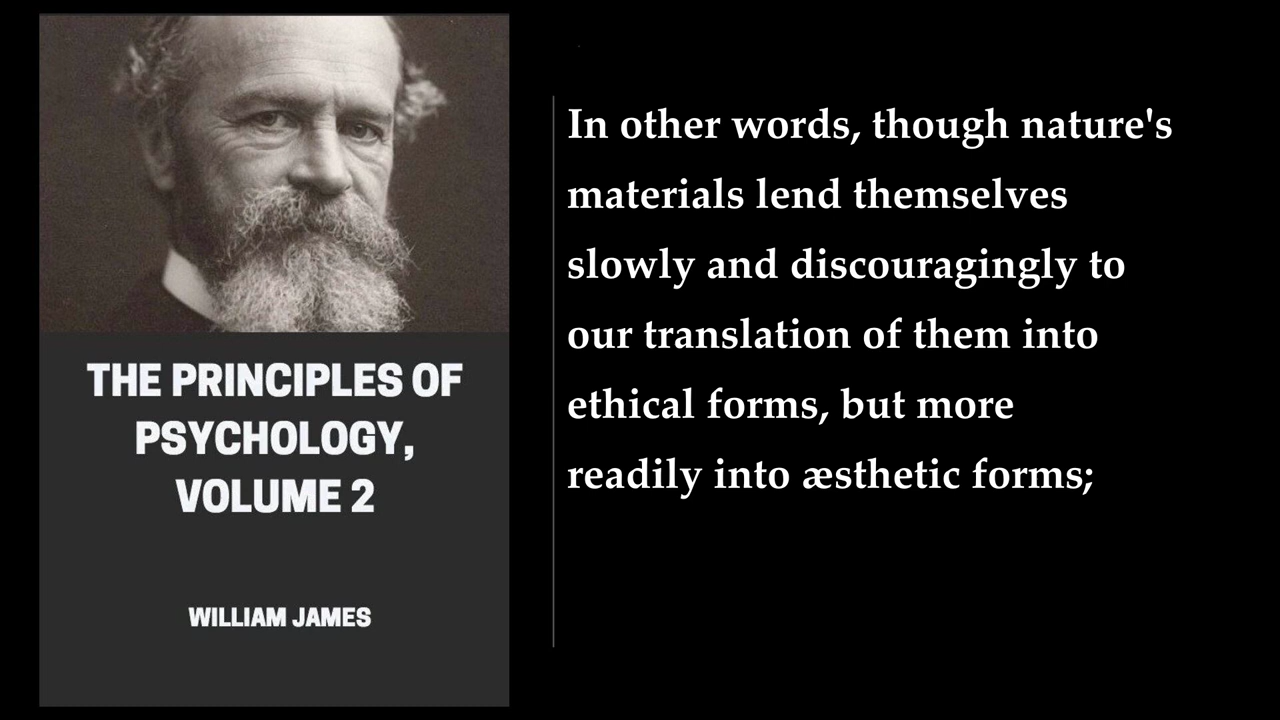 THE PRINCIPLES OF
PSYCHOLOGY,
VOLUME 2
WILLIAM JAMES
In other words, though nature's
materials lend themselves
slowly and discouragingly to
our translation of them into
ethical forms, but more
readily into æsthetic forms;